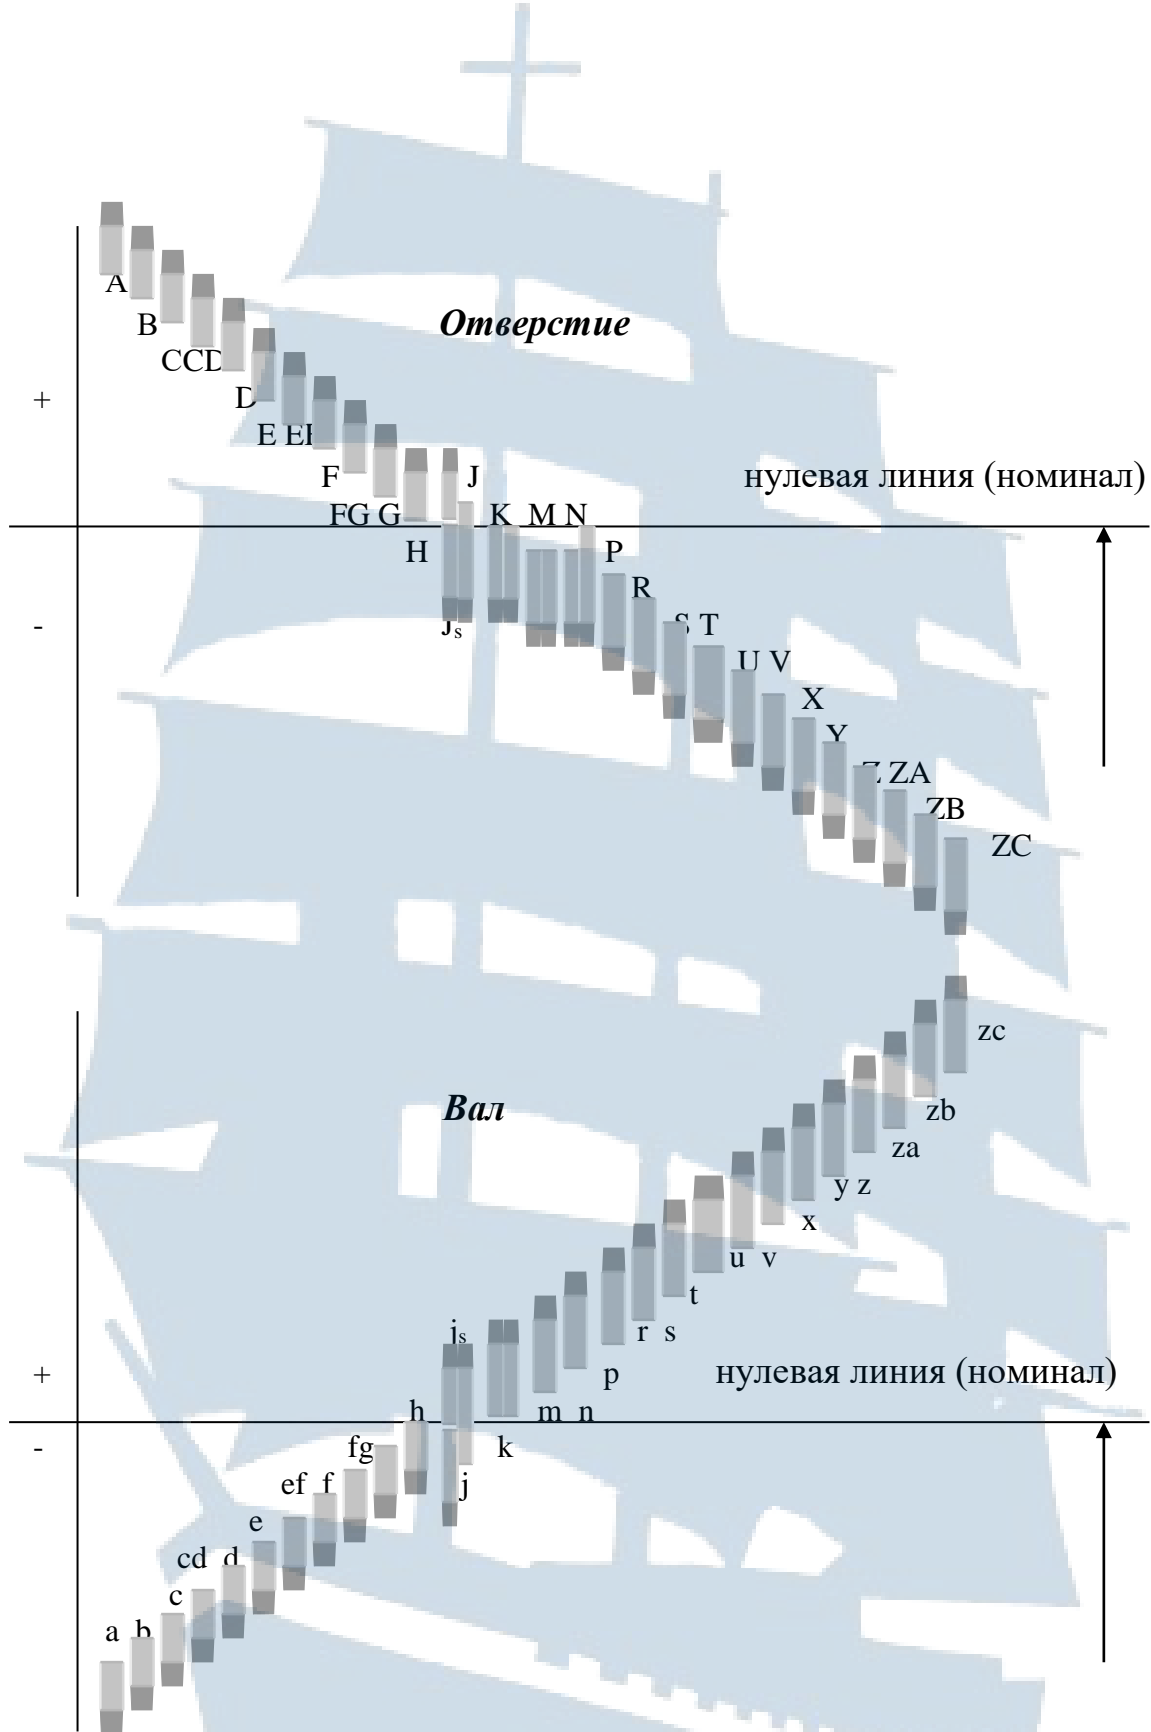 A
B
Отверстие
CCD
+
D
E EF
F
J
нулевая линия (номинал)
FG G
K M N
H
P
R
-
Js
S T
U V
X
Y
Z ZA
ZB
ZC
zc
Вал
zb
za
y z
x
u v
t
js
r s
+
p
нулевая линия (номинал)
h
m n
-
fg
k
ef f
j
e
cd d
c
a b